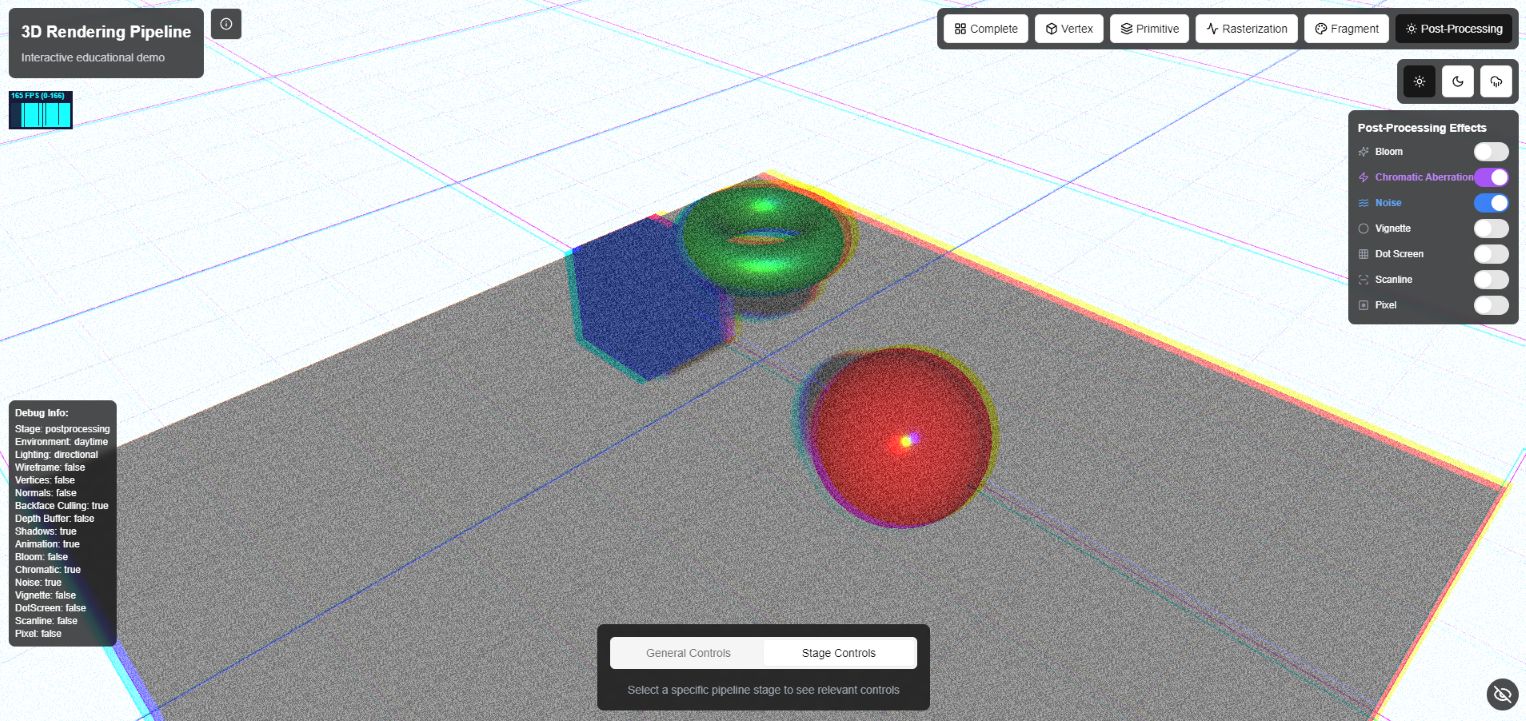 3D Rendering Pipeline
Interactive educational demo
165 FPS (0-166)
Complete
Vertex
Primitive
Rasterization
Fragment
Post-Processing
Post-Processing Effects
Bloom
Chromatic Aberration
Noise
Vignette
Dot Screen
Scanline
Pixel
Debug Info:
Stage: postprocessing
Environment: daytime
Lighting: directional
Wireframe: false
Vertices: false
Normals: false
Backface Culling: true
Depth Buffer: false
Shadows: true
Animation: true
Bloom: false
Chromatic: true
Noise: true
Vignette: false
DotScreen: false
Scanline: false
Pixel: false
General Controls
Stage Controls
Select a specific pipeline stage to see relevant controls